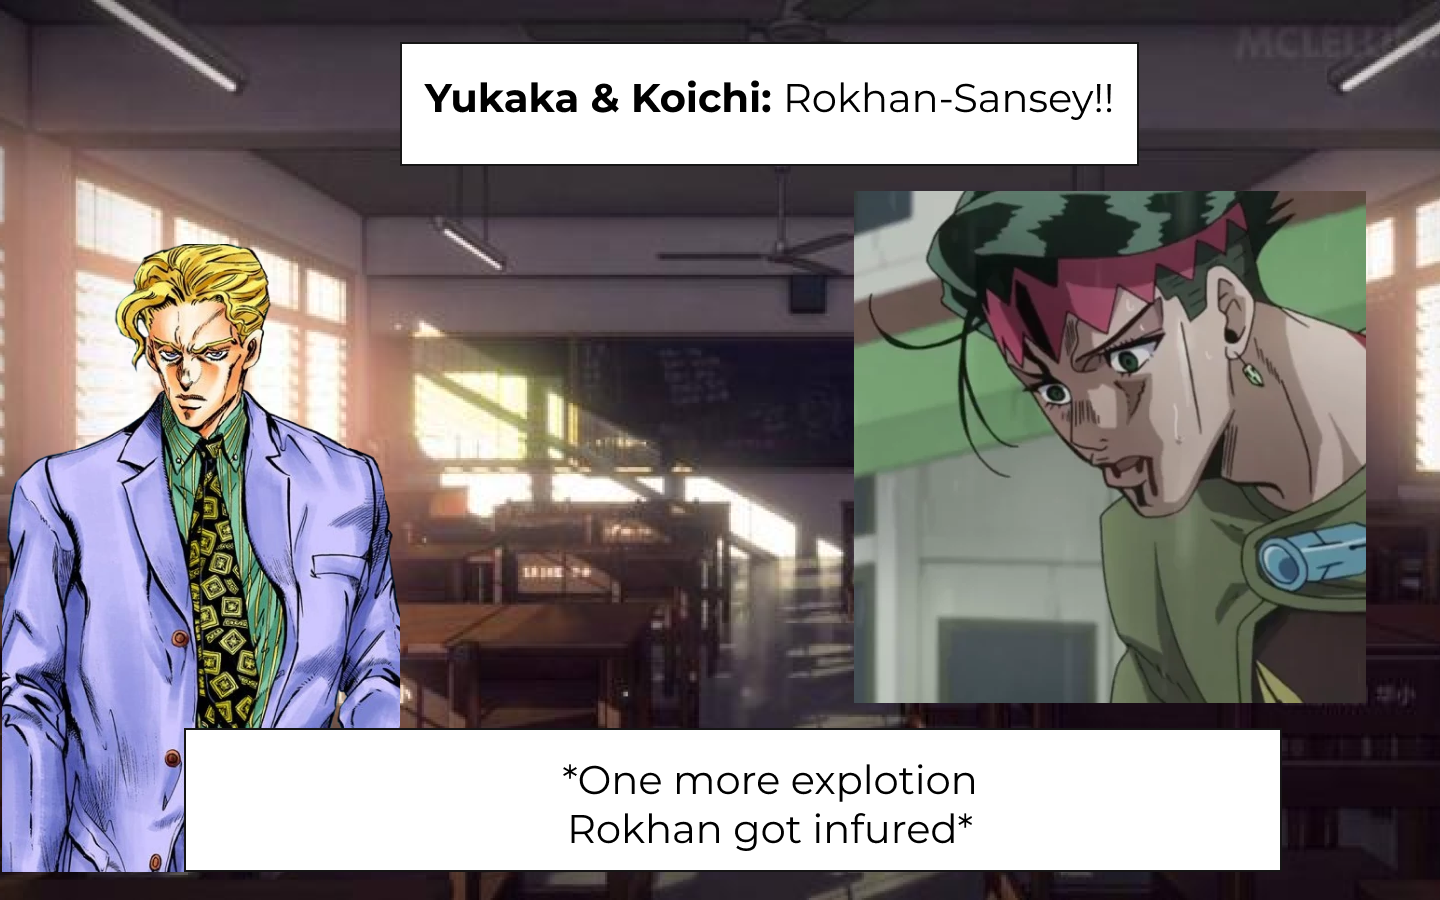 Yukaka & Koichi: Rokhan-Sansey!!
*One more explotion
Rokhan got infured*